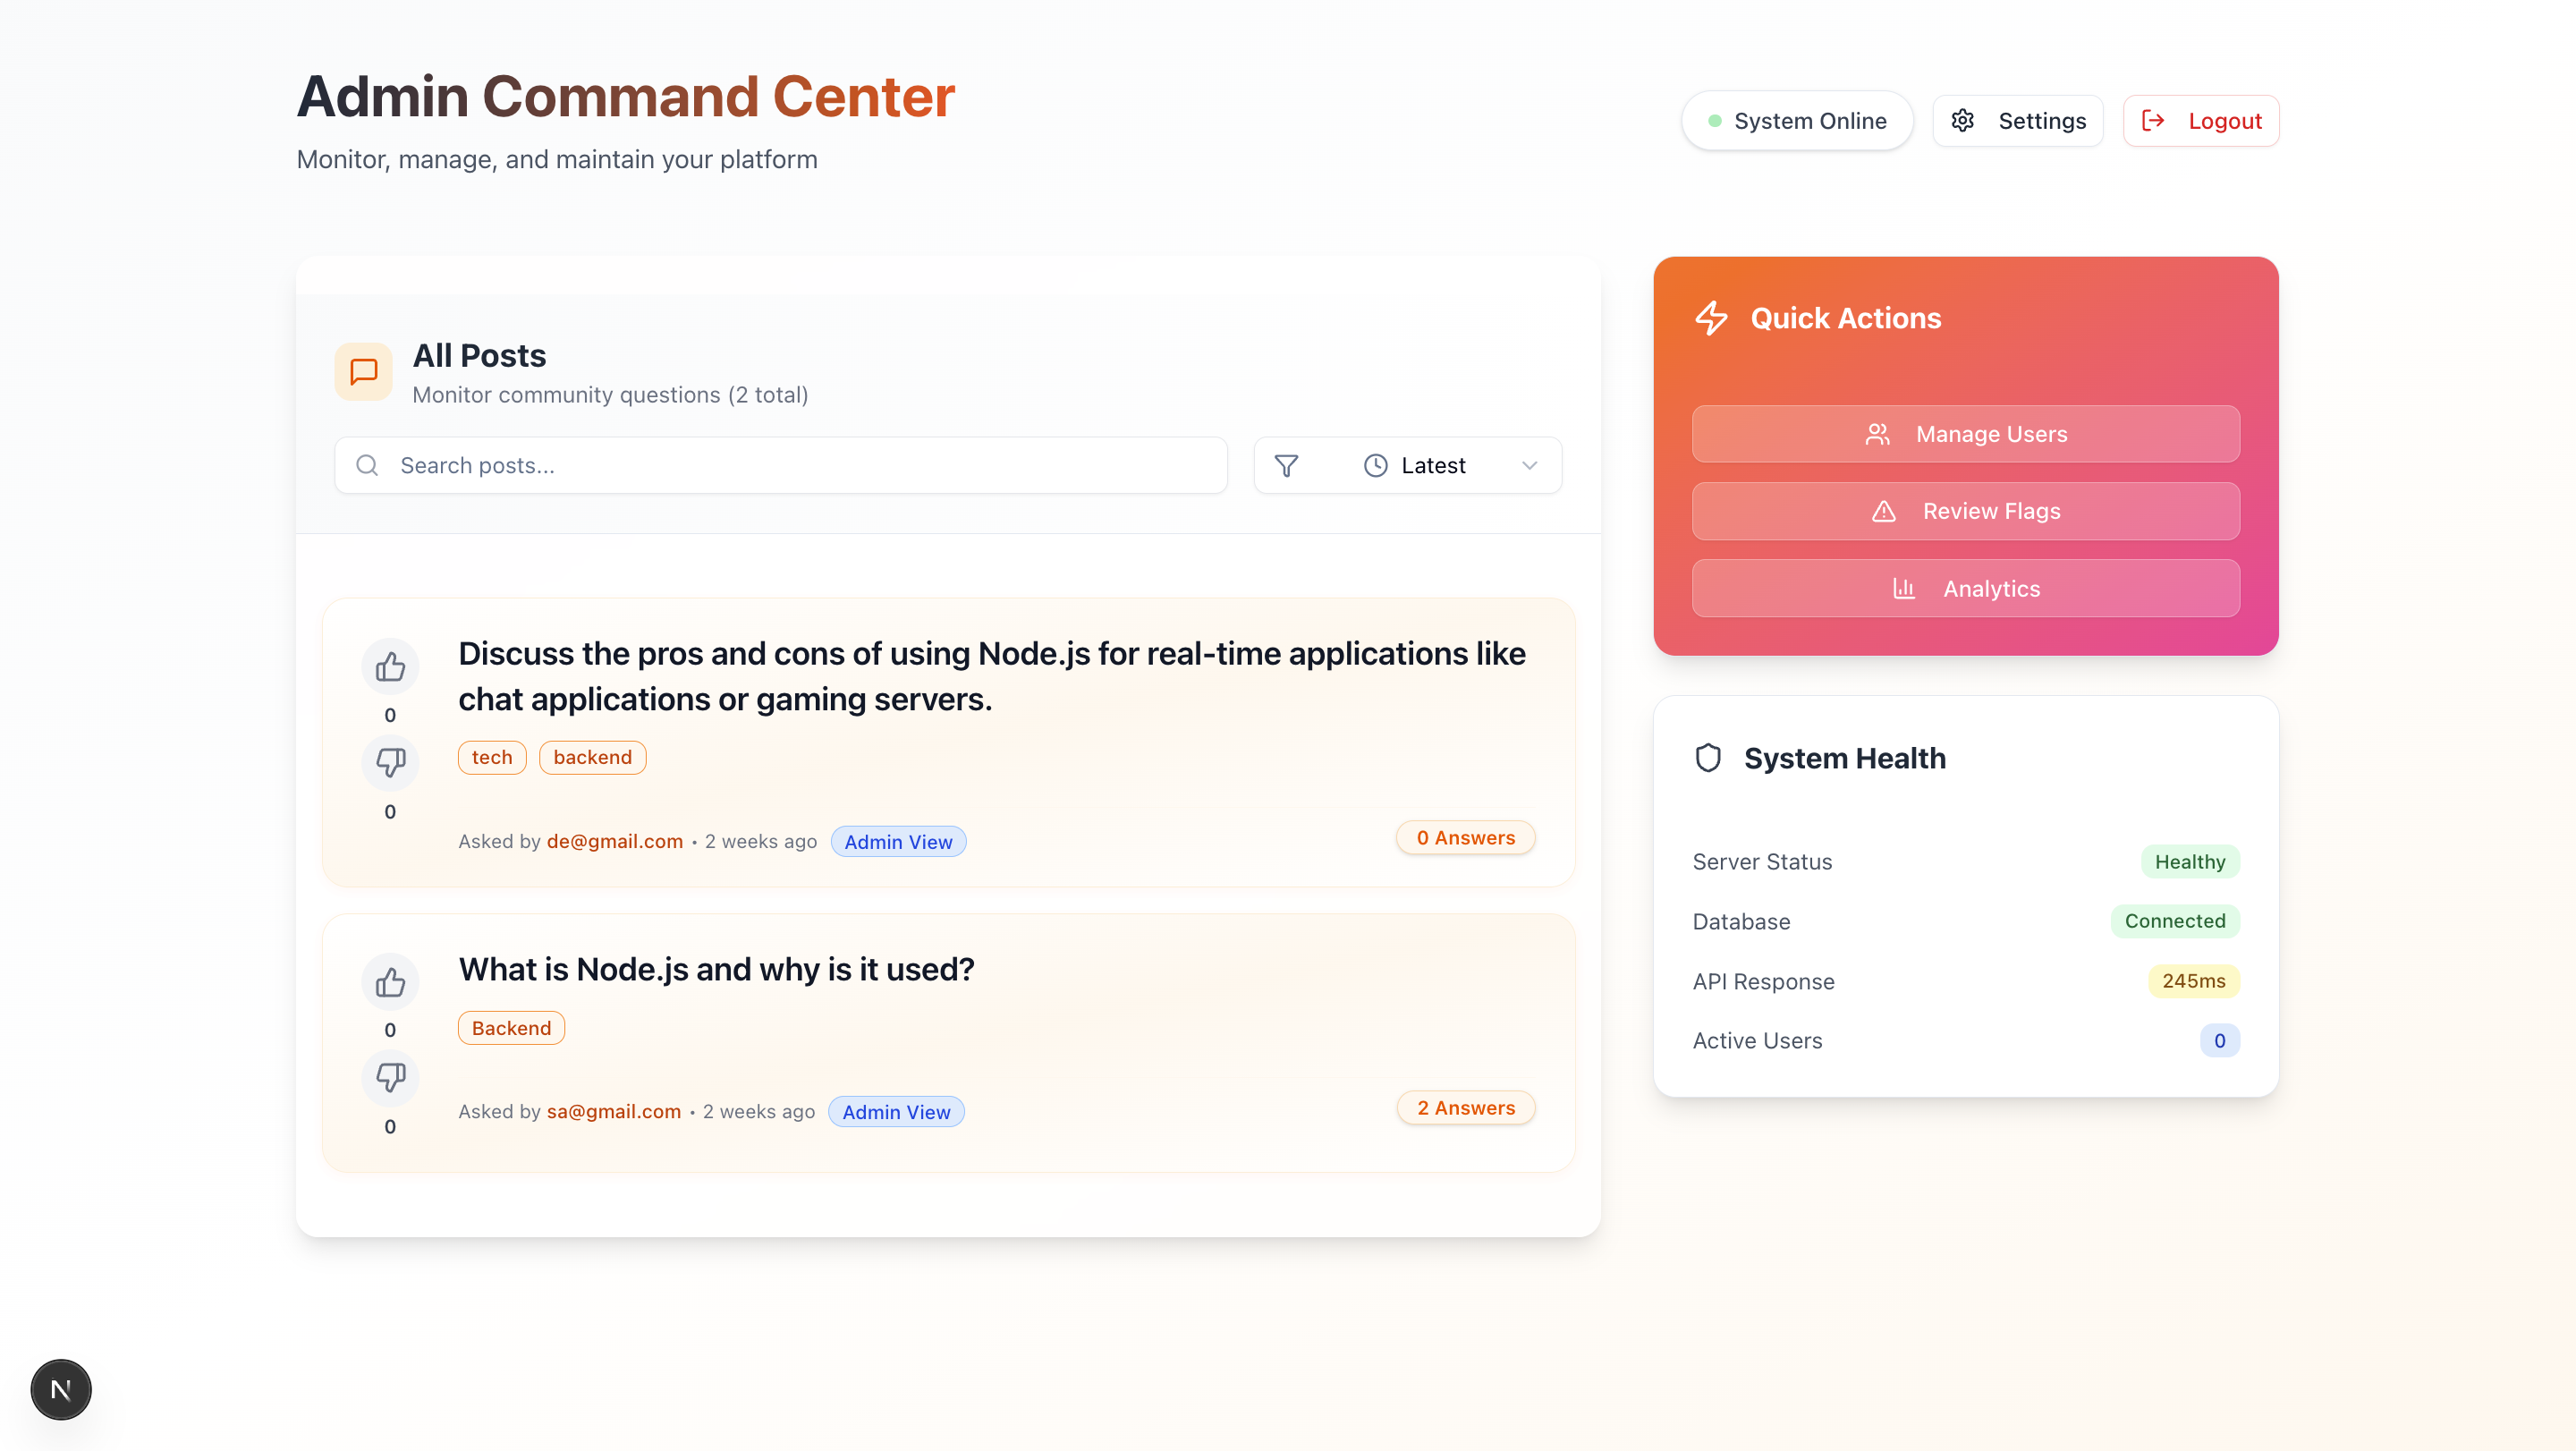 Admin Command Center
Monitor, manage, and maintain your platform
System Online
Settings
Logout
All Posts
Monitor community questions (2 total)
Search posts...
Latest
Discuss the pros and cons of using Node.js for real-time applications like
chat applications or gaming servers.
tech
backend
0
0
Asked by de@gmail.com • 2 weeks ago
Admin View
0 Answers
What is Node.js and why is it used?
Backend
0
0
Asked by sa@gmail.com • 2 weeks ago
Admin View
2 Answers
Quick Actions
Manage Users
Review Flags
Analytics
System Health
Server Status
Healthy
Database
Connected
API Response
245ms
Active Users
0
N